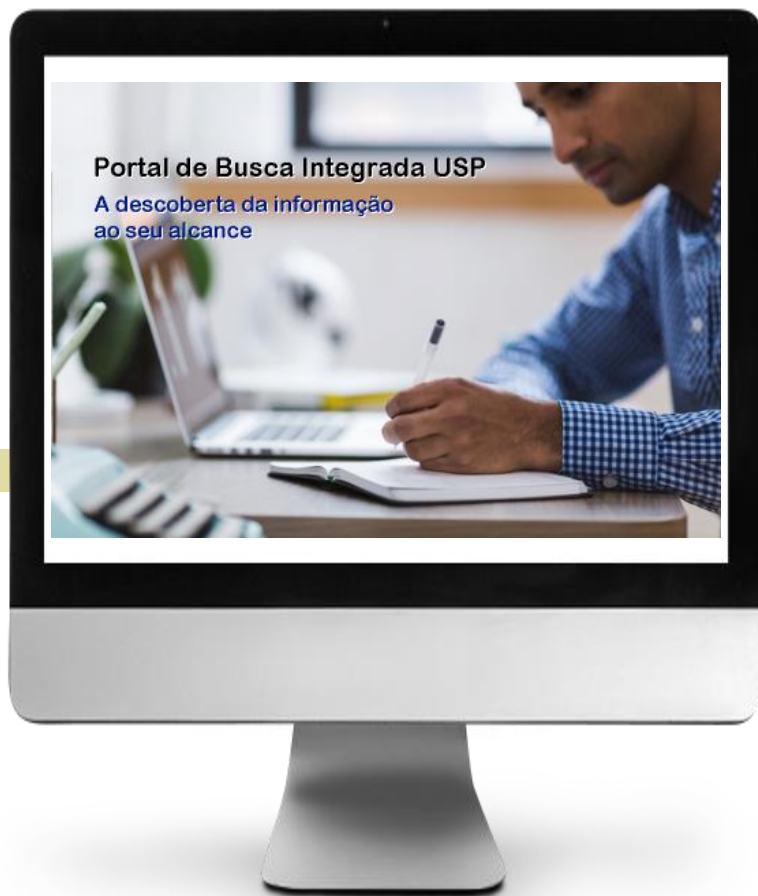 Portal de Busca Integrada USP
A descoberta da informação
ao seu alcance